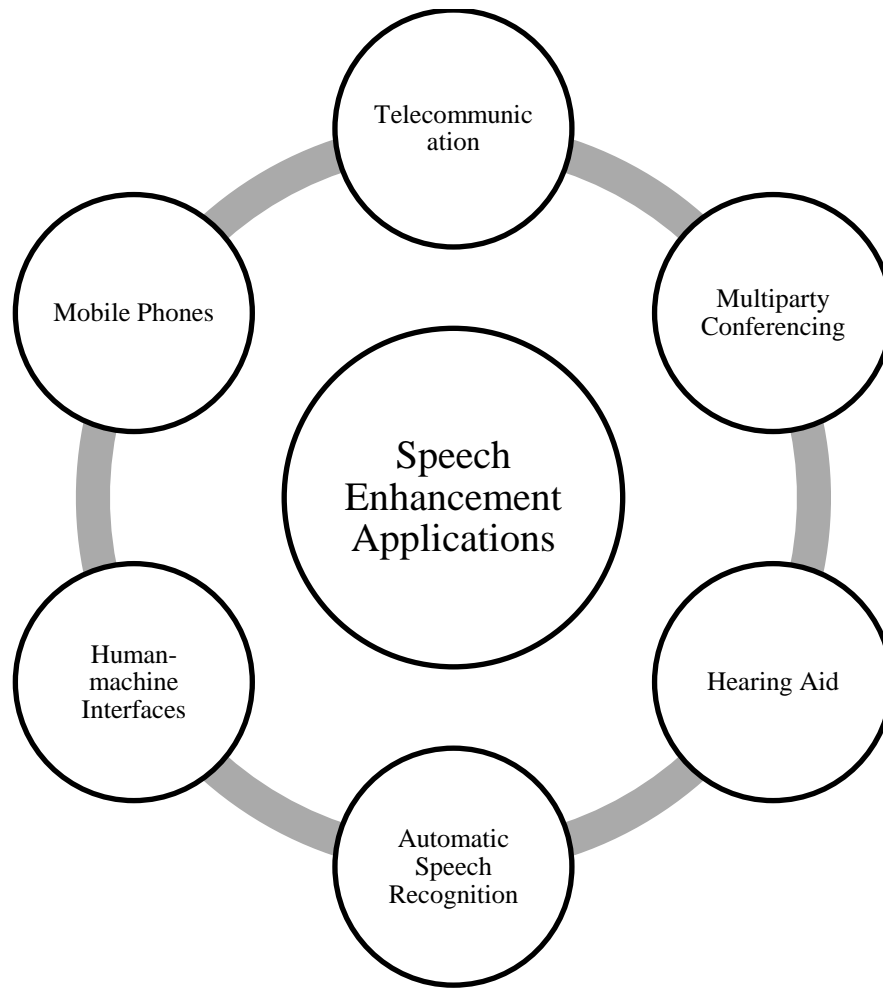 Telecommunic
ation
Mobile Phones
Multiparty
Conferencing
Speech
Enhancement
Applications
Human-
machine
Interfaces
Hearing Aid
Automatic
Speech
Recognition